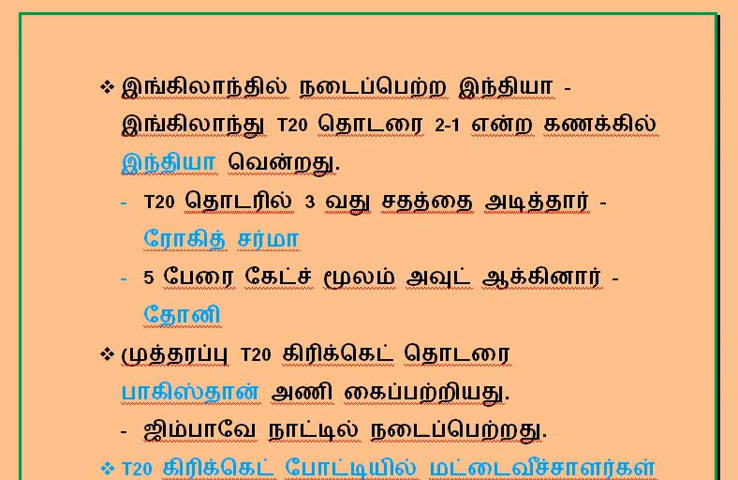 ❖ இங்கிலாந்தில் நடைப்பெற்ற இந்தியா -
இங்கிலாந்து T20 தொடரை 2-1 என்ற கணக்கில்
இந்தியா வென்றது.
- T20 தொடரில் 3 வது சதத்தை அடித்தார் -
ரோகித் சர்மா
- 5 பேரை கேட்ச் மூலம் அவுட் ஆக்கினார் -
தோனி
❖ முத்தரப்பு T20 கிரிக்கெட் தொடரை
பாகிஸ்தான் அணி கைப்பற்றியது.
- ஜிம்பாவே நாட்டில் நடைப்பெற்றது.
❖ T20 கிரிக்கெட் போட்டியில் மட்டைவீச்சாளர்கள்